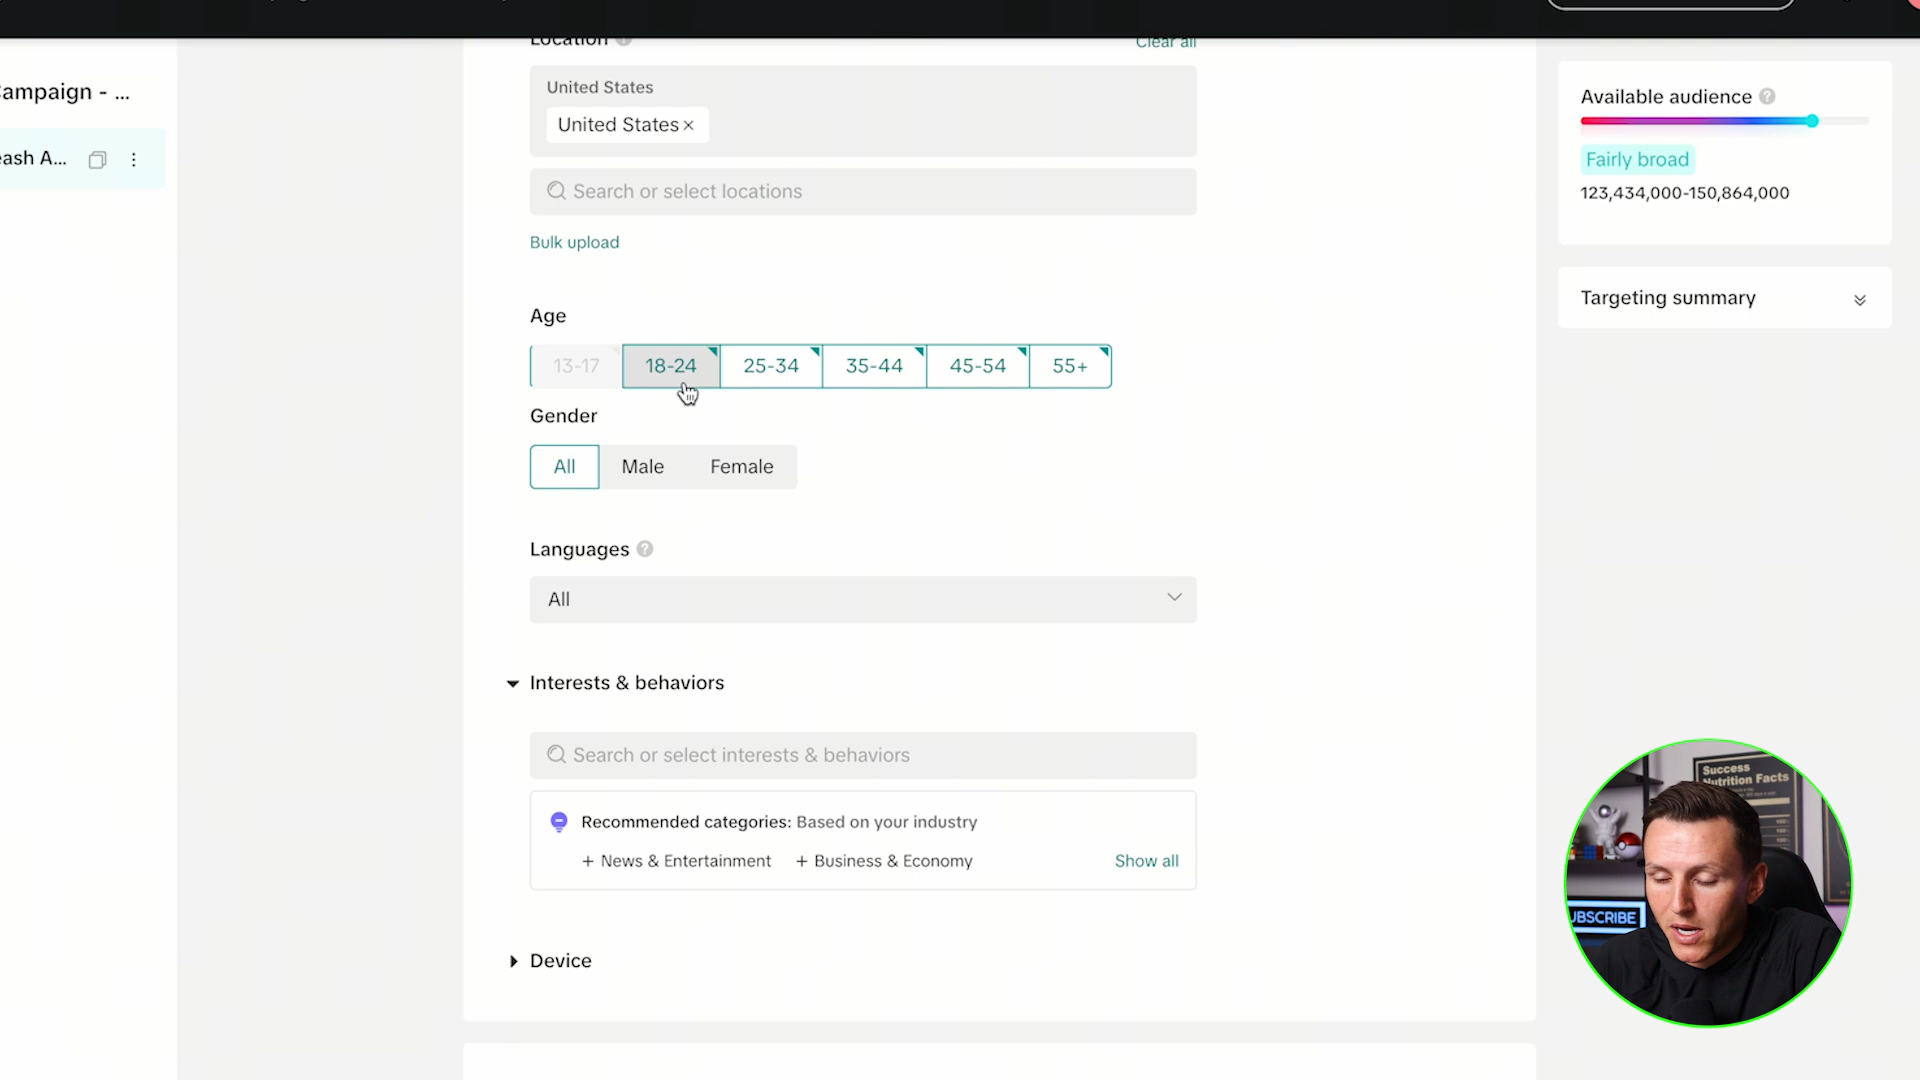 Location
Clear all
ampaign - ...
United States
United States ×
eash A...
Search or select locations
Bulk upload
Age
13-17
18-24
25-34
35-44
45-54
55+
Gender
All
Male
Female
Languages
All
Interests & behaviors
Search or select interests & behaviors
Recommended categories: Based on your industry
+ News & Entertainment
+ Business & Economy
Show all
Device
Available audience
Fairly broad
123,434,000-150,864,000
Targeting summary
Success
Nutrition Facts
UBSCRIBE